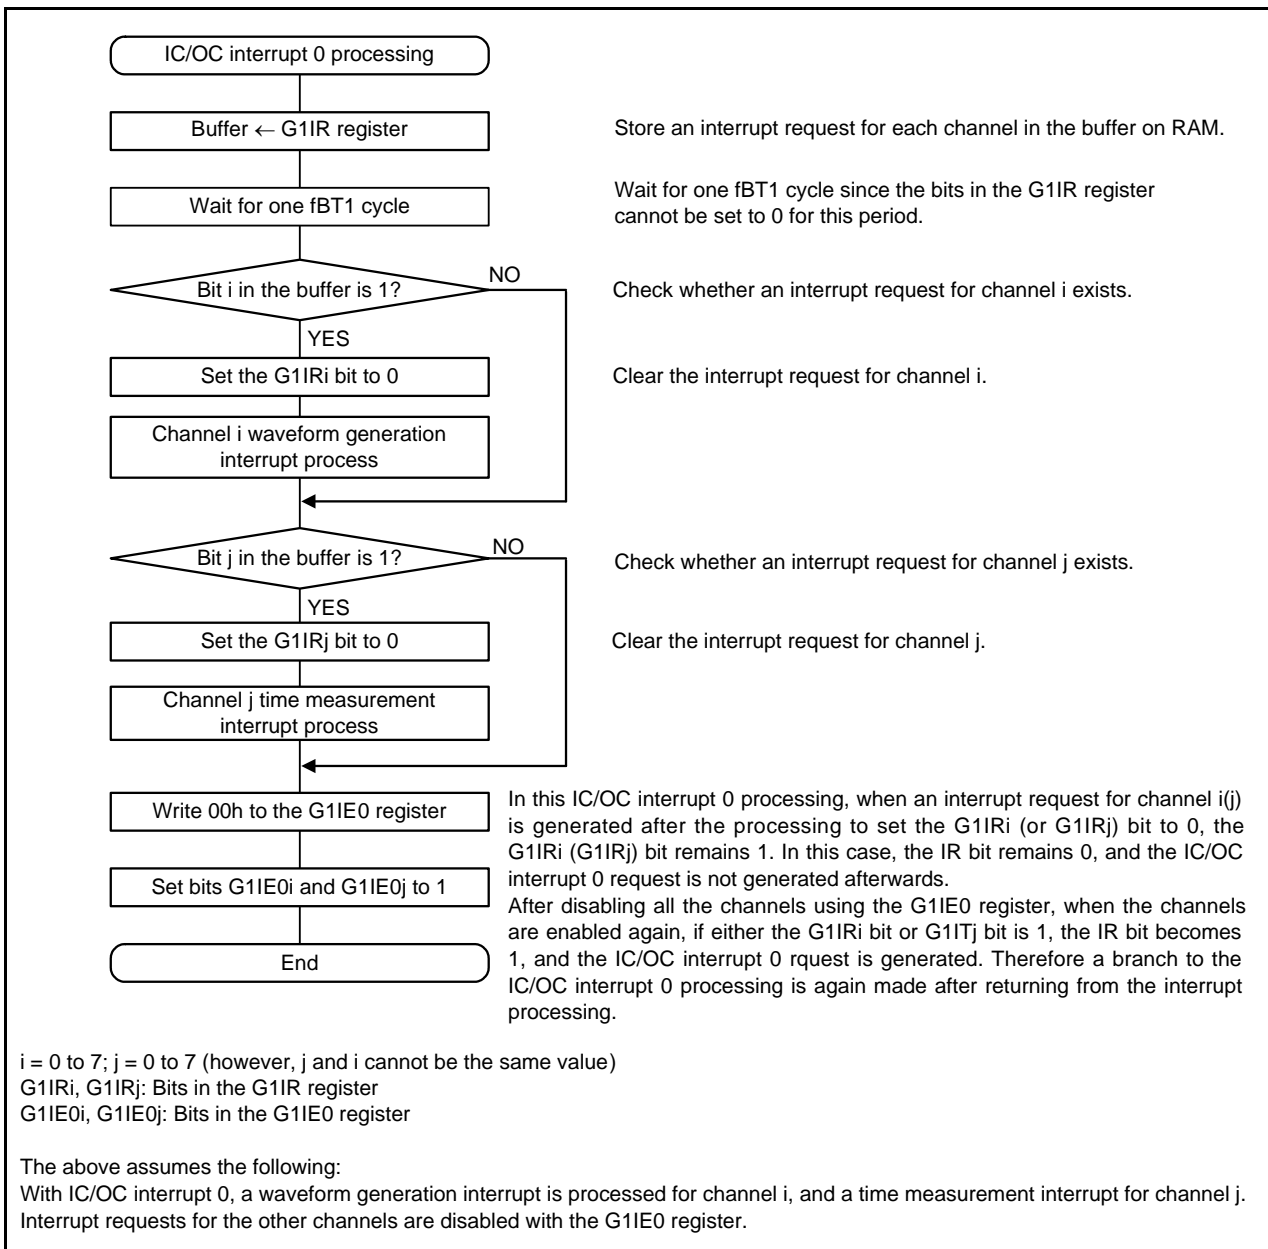 IC/OC interrupt 0 processing
Buffer ← G1IR register
Store an interrupt request for each channel in the buffer on RAM.
Wait for one fBT1 cycle
Wait for one fBT1 cycle since the bits in the G1IR register
cannot be set to 0 for this period.
Bit i in the buffer is 1?
NO
Check whether an interrupt request for channel i exists.
YES
Set the G1IRi bit to 0
Clear the interrupt request for channel i.
Channel i waveform generation
interrupt process
Bit j in the buffer is 1?
NO
Check whether an interrupt request for channel j exists.
YES
Set the G1IRj bit to 0
Clear the interrupt request for channel j.
Channel j time measurement
interrupt process
Write 00h to the G1IE0 register
Set bits G1IE0i and G1IE0j to 1
End
In this IC/OC interrupt 0 processing, when an interrupt request for channel i(j)
is generated after the processing to set the G1IRi (or G1IRj) bit to 0, the
G1IRi (G1IRj) bit remains 1. In this case, the IR bit remains 0, and the IC/OC
interrupt 0 request is not generated afterwards.
After disabling all the channels using the G1IE0 register, when the channels
are enabled again, if either the G1IRi bit or G1ITj bit is 1, the IR bit becomes
1, and the IC/OC interrupt 0 rquest is generated. Therefore a branch to the
IC/OC interrupt 0 processing is again made after returning from the interrupt
processing.
i = 0 to 7; j = 0 to 7 (however, j and i cannot be the same value)
G1IRi, G1IRj: Bits in the G1IR register
G1IE0i, G1IE0j: Bits in the G1IE0 register
The above assumes the following:
With IC/OC interrupt 0, a waveform generation interrupt is processed for channel i, and a time measurement interrupt for channel j.
Interrupt requests for the other channels are disabled with the G1IE0 register.